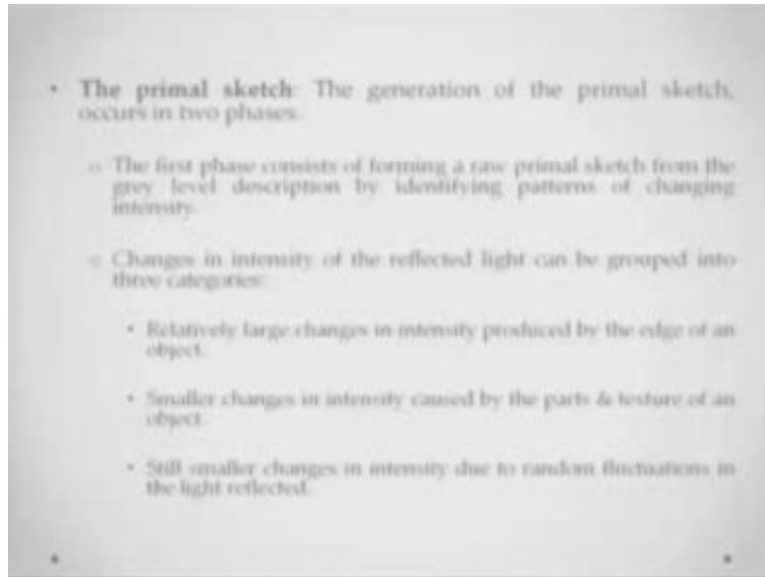 • The primal sketch: The generation of the primal sketch,
occurs in two phases:
o The first phase consists of forming a raw primal sketch from the
grey level description by identifying patterns of changing
intensity.
o Changes in intensity of the reflected light can be grouped into
three categories:
• Relatively large changes in intensity produced by the edge of an
object.
• Smaller changes in intensity caused by the parts & texture of an
object.
• Still smaller changes in intensity due to random fluctuations in
the light reflected.